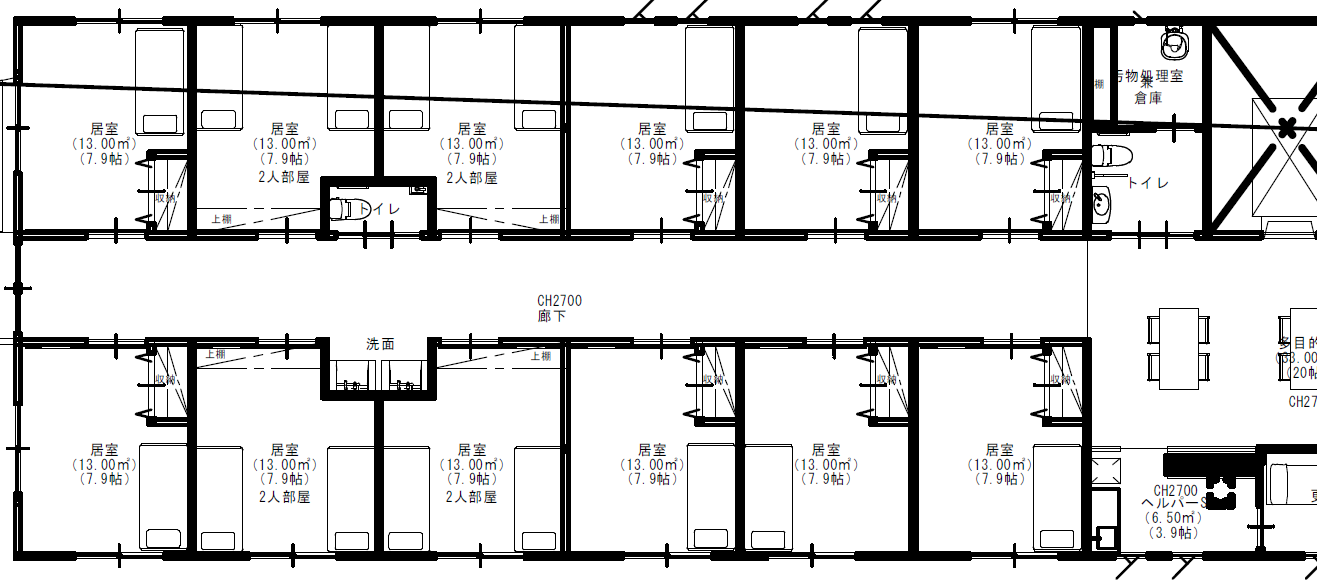 居室
(13.00㎡)
(7.9帖)
収納
居室
(13.00㎡)
(7.9帖)
2人部屋
上棚
トイレ
居室
(13.00㎡)
(7.9帖)
2人部屋
上棚
居室
(13.00㎡)
(7.9帖)
収納
居室
(13.00㎡)
(7.9帖)
収納
居室
(13.00㎡)
(7.9帖)
収納
棚
汚物処理室
兼
倉庫
トイレ
CH2700
廊下
洗面
収納
居室
(13.00㎡)
(7.9帖)
上棚
居室
(13.00㎡)
(7.9帖)
2人部屋
上棚
居室
(13.00㎡)
(7.9帖)
2人部屋
収納
居室
(13.00㎡)
(7.9帖)
収納
居室
(13.00㎡)
(7.9帖)
収納
居室
(13.00㎡)
(7.9帖)
多目的
(33.00
(20帖
CH27
CH2700
ヘルパーS
(6.50㎡)
(3.9帖)